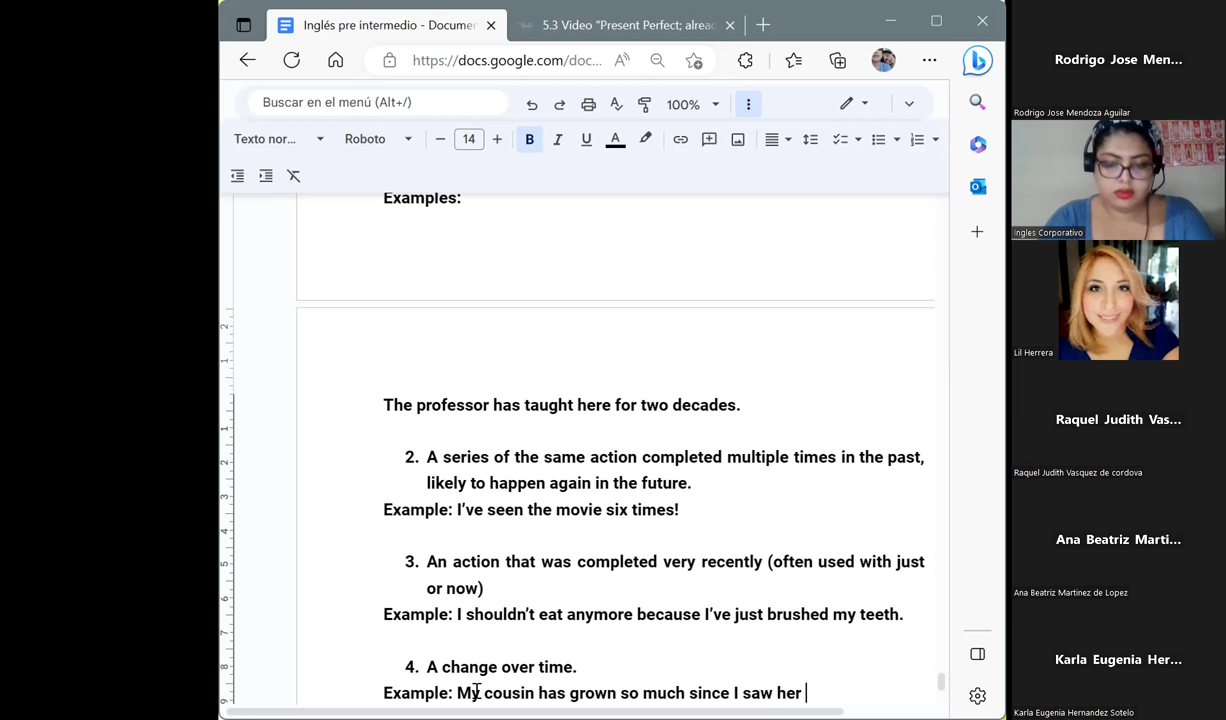 Inglés pre intermedio - Documen
5.3 Video "Present Perfect; alread
https://docs.google.com/doc...
Buscar en el menú (Alt+/)
100%
Texto nor...
Roboto
14
B
I
U
A
Examples:
The professor has taught here for two decades.
2. A series of the same action completed multiple times in the past,
likely to happen again in the future.
Example: I've seen the movie six times!
3. An action that was completed very recently (often used with just
or now)
Example: I shouldn't eat anymore because I've just brushed my teeth.
4. A change over time.
Example: My cousin has grown so much since I saw her
Rodrigo Jose Men...
Rodrigo Jose Mendoza Aguilar
Ingles Corporativo
Lil Herrera
Raquel Judith Vas...
Raquel Judith Vasquez de cordova
Ana Beatriz Marti...
Ana Beatriz Martinez de Lopez
Karla Eugenia Her...
Karla Eugenia Hernandez Sotelo